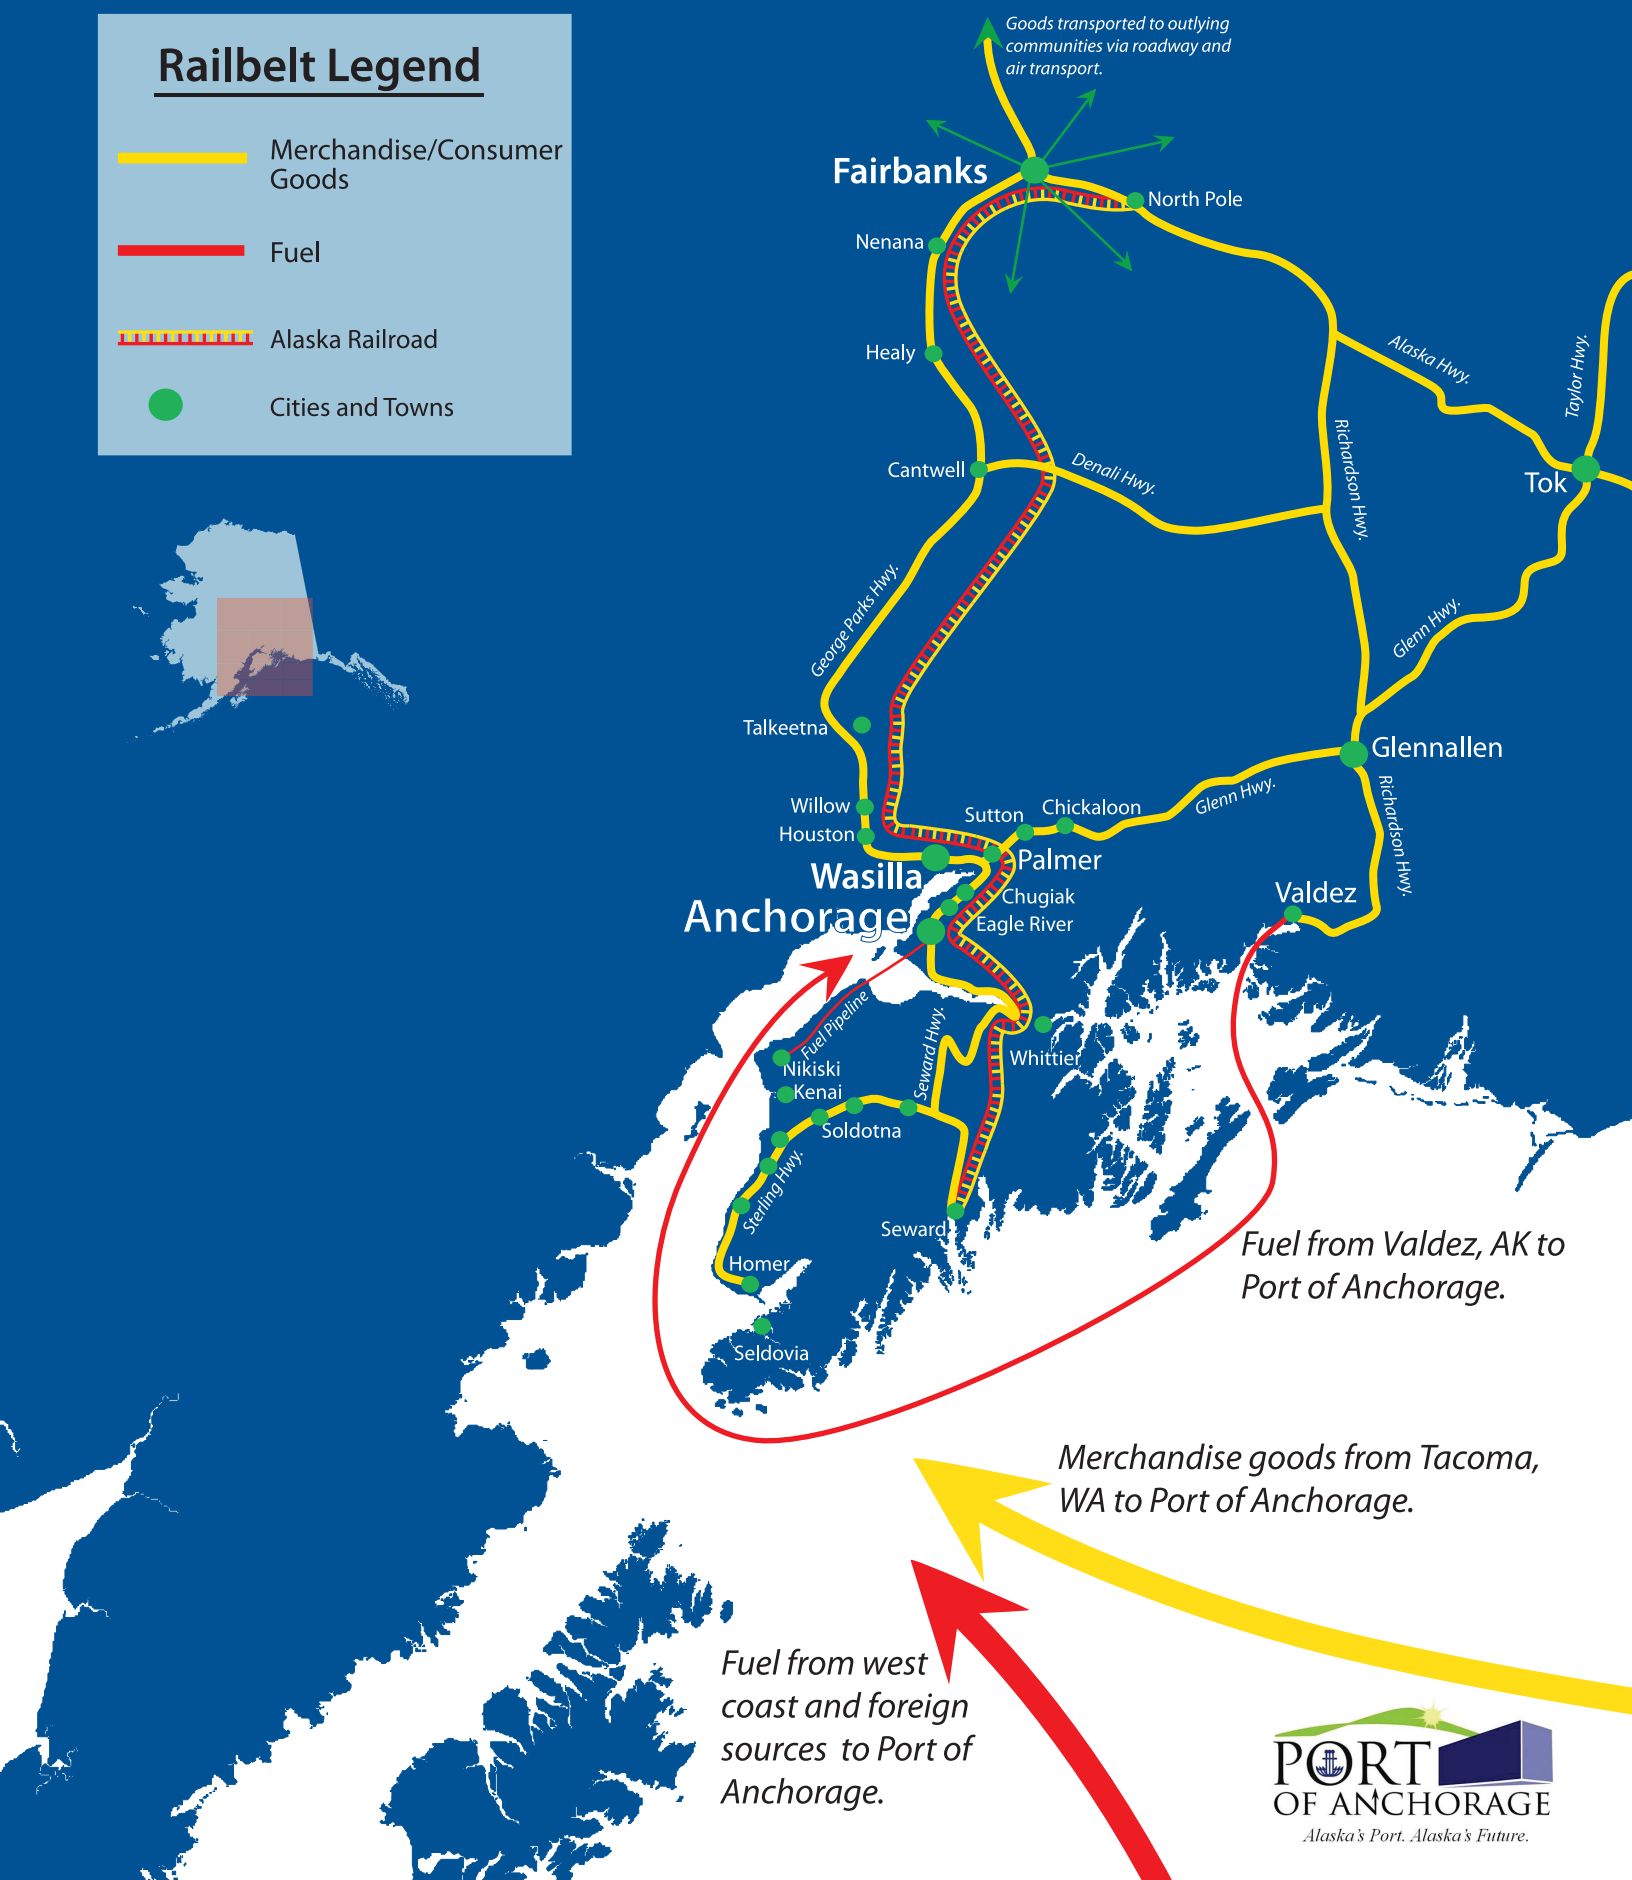 Railbelt Legend
Merchandise/Consumer
Goods
Fuel
Alaska Railroad
Cities and Towns
Goods transported to outlying
communities via roadway and
air transport.
Fairbanks
North Pole
Nenana
Healy
Alaska Hwy.
Taylor Hwy.
Richardson Hwy.
Cantwell
Denali Hwy.
Tok
George Parks Hwy.
Glenn Hwy.
Talkeetna
Glennallen
Willow
Houston
Sutton
Chickaloon
Glenn Hwy.
Richardson Hwy.
Wasilla
Palmer
Anchorage
Chugiak
Eagle River
Valdez
Fuel Pipeline
Nikiski
Kenai
Seward Hwy.
Whittier
Soldotna
Sterling Hwy.
Seward
Homer
Seldovia
Fuel from Valdez, AK to
Port of Anchorage.
Merchandise goods from Tacoma,
WA to Port of Anchorage.
Fuel from west
coast and foreign
sources to Port of
Anchorage.
PORT
OF ANCHORAGE
Alaska's Port. Alaska's Future.